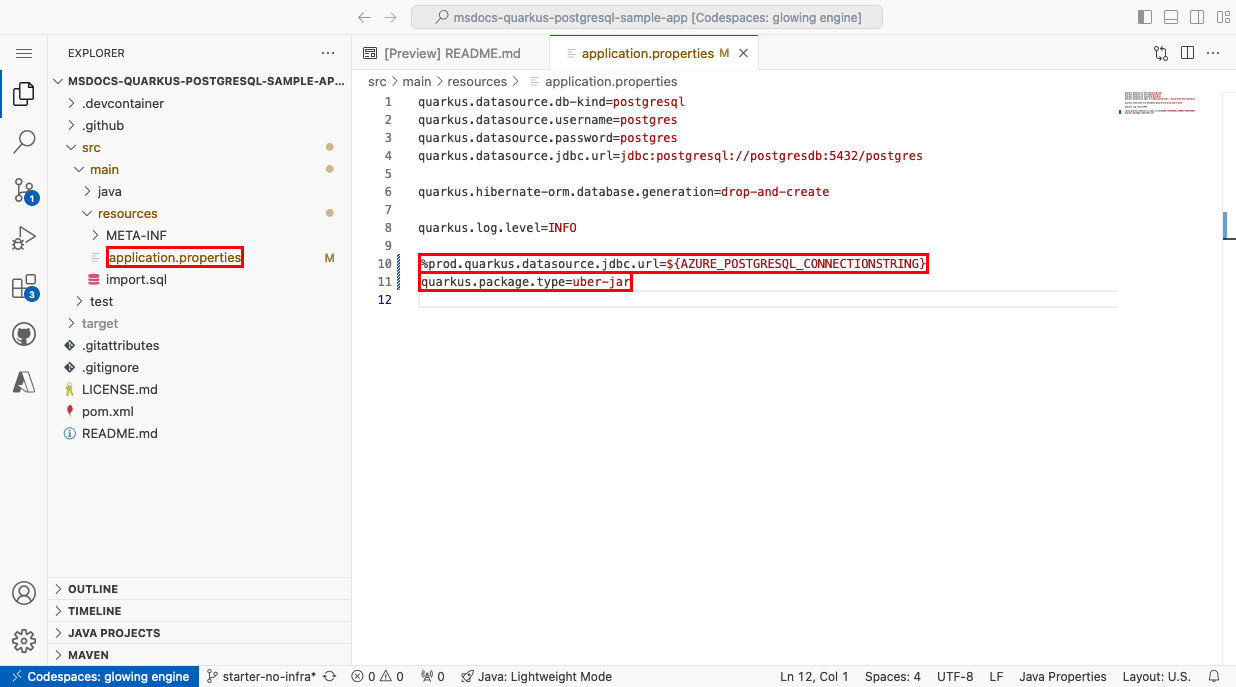 msdocs-quarkus-postgresql-sample-app [Codespaces: glowing engine]
EXPLORER
MSDOCS-QUARKUS-POSTGRESQL-SAMPLE-AP...
.devcontainer
.github
src
main
java
resources
META-INF
application.properties M
import.sql
test
target
.gitattributes
.gitignore
LICENSE.md
pom.xml
README.md
OUTLINE
TIMELINE
JAVA PROJECTS
MAVEN
1
3
[Preview] README.md
application.properties M
src > main > resources > application.properties
1 quarkus.datasource.db-kind=postgresql
2 quarkus.datasource.username=postgres
3 quarkus.datasource.password=postgres
4 quarkus.datasource.jdbc.url=jdbc:postgresql://postgresdb:5432/postgres
5
6 quarkus.hibernate-orm.database.generation=drop-and-create
7
8 quarkus.log.level=INFO
9
10 %prod.quarkus.datasource.jdbc.url=${AZURE_POSTGRESQL_CONNECTIONSTRING}
11 quarkus.package.type=uber-jar
12
Codespaces: glowing engine starter-no-infra* 0 0 0 Java: Lightweight Mode Ln 12, Col 1 Spaces: 4 UTF-8 LF Java Properties Layout: U.S.